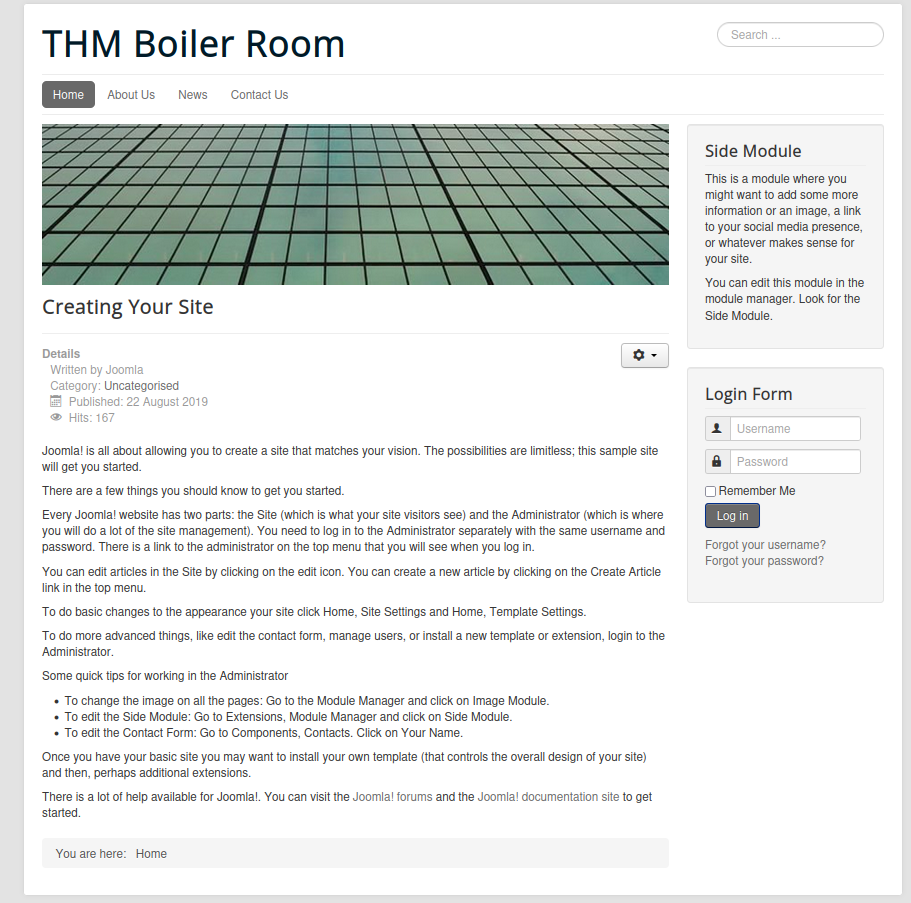 THM Boiler Room
Search ...
Home
About Us
News
Contact Us
Creating Your Site
Details
Written by Joomla
Category: Uncategorised
Published: 22 August 2019
Hits: 167
Joomla! is all about allowing you to create a site that matches your vision. The possibilities are limitless; this sample site
will get you started.
There are a few things you should know to get you started.
Every Joomla! website has two parts: the Site (which is what your site visitors see) and the Administrator (which is where
you will do a lot of the site management). You need to log in to the Administrator separately with the same username and
password. There is a link to the administrator on the top menu that you will see when you log in.
You can edit articles in the Site by clicking on the edit icon. You can create a new article by clicking on the Create Article
link in the top menu.
To do basic changes to the appearance your site click Home, Site Settings and Home, Template Settings.
To do more advanced things, like edit the contact form, manage users, or install a new template or extension, login to the
Administrator.
Some quick tips for working in the Administrator
• To change the image on all the pages: Go to the Module Manager and click on Image Module.
• To edit the Side Module: Go to Extensions, Module Manager and click on Side Module.
• To edit the Contact Form: Go to Components, Contacts. Click on Your Name.
Once you have your basic site you may want to install your own template (that controls the overall design of your site)
and then, perhaps additional extensions.
There is a lot of help available for Joomla!. You can visit the Joomla! forums and the Joomla! documentation site to get
started.
You are here: Home
Side Module
This is a module where you
might want to add some more
information or an image, a link
to your social media presence,
or whatever makes sense for
your site.
You can edit this module in the
module manager. Look for the
Side Module.
Login Form
Username
Password
Remember Me
Log in
Forgot your username?
Forgot your password?